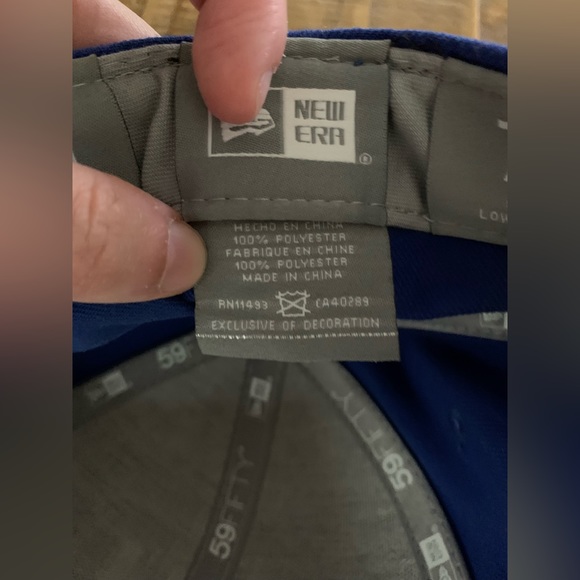 NEW
ERA
®
HECHO EN CHINA
100% POLYESTER
FABRIQUE EN CHINE
100% POLYESTER
MADE IN CHINA
RN11493 CA40289
EXCLUSIVE OF DECORATION
59
59FIFTY
59FIFTY